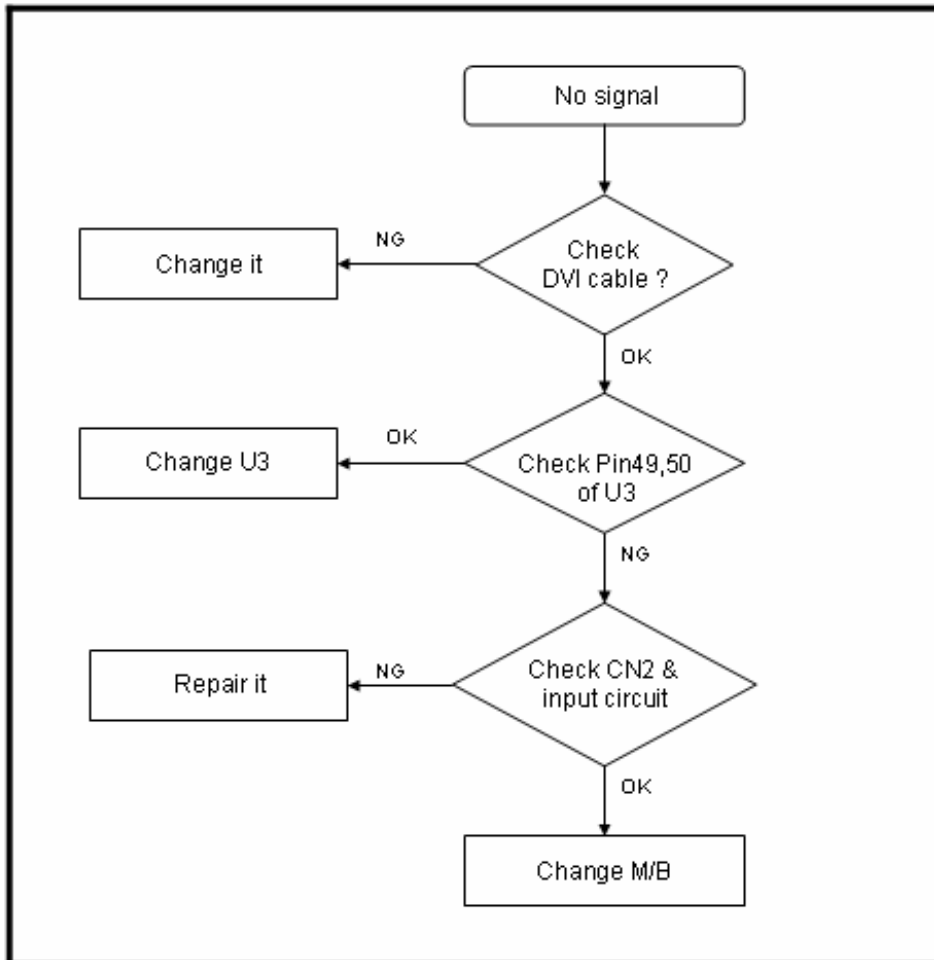 No signal
Check
DVI cable ?
NG
Change it
OK
Check Pin49,50
of U3
OK
Change U3
NG
Check CN2 &
input circuit
NG
Repair it
OK
Change M/B